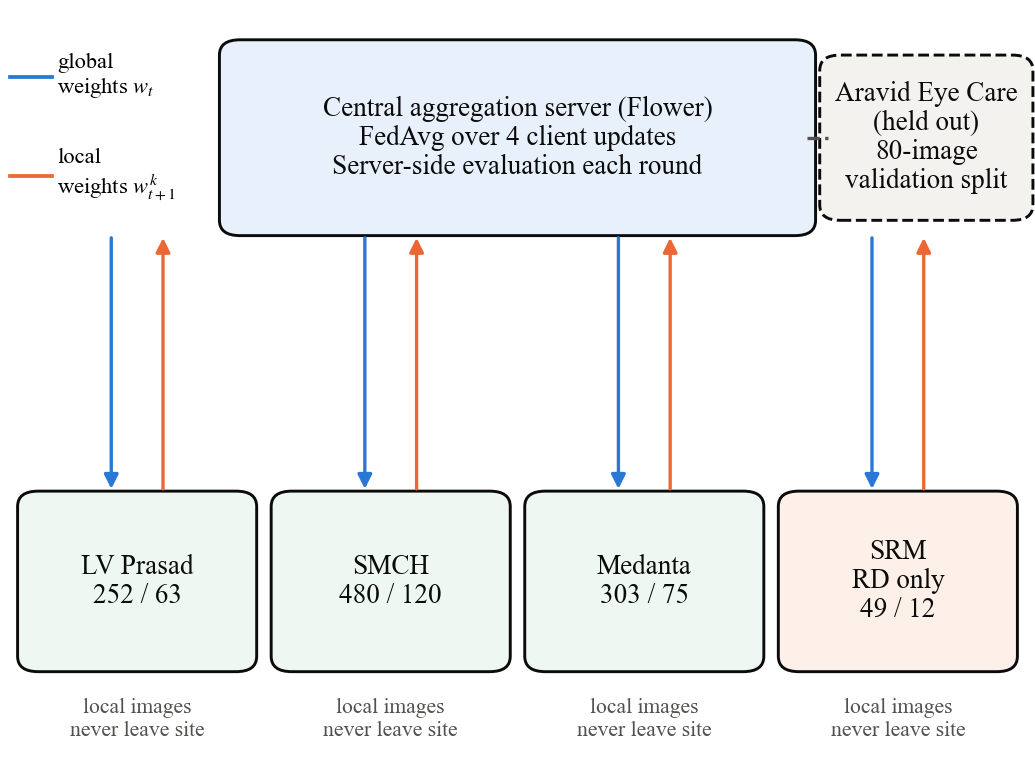 global
weights w_t
local
weights w_{t+1}^k
Central aggregation server (Flower)
FedAvg over 4 client updates
Server-side evaluation each round
Aravid Eye Care
(held out)
80-image
validation split
LV Prasad
252 / 63
SMCH
480 / 120
Medanta
303 / 75
SRM
RD only
49 / 12
local images
never leave site
local images
never leave site
local images
never leave site
local images
never leave site